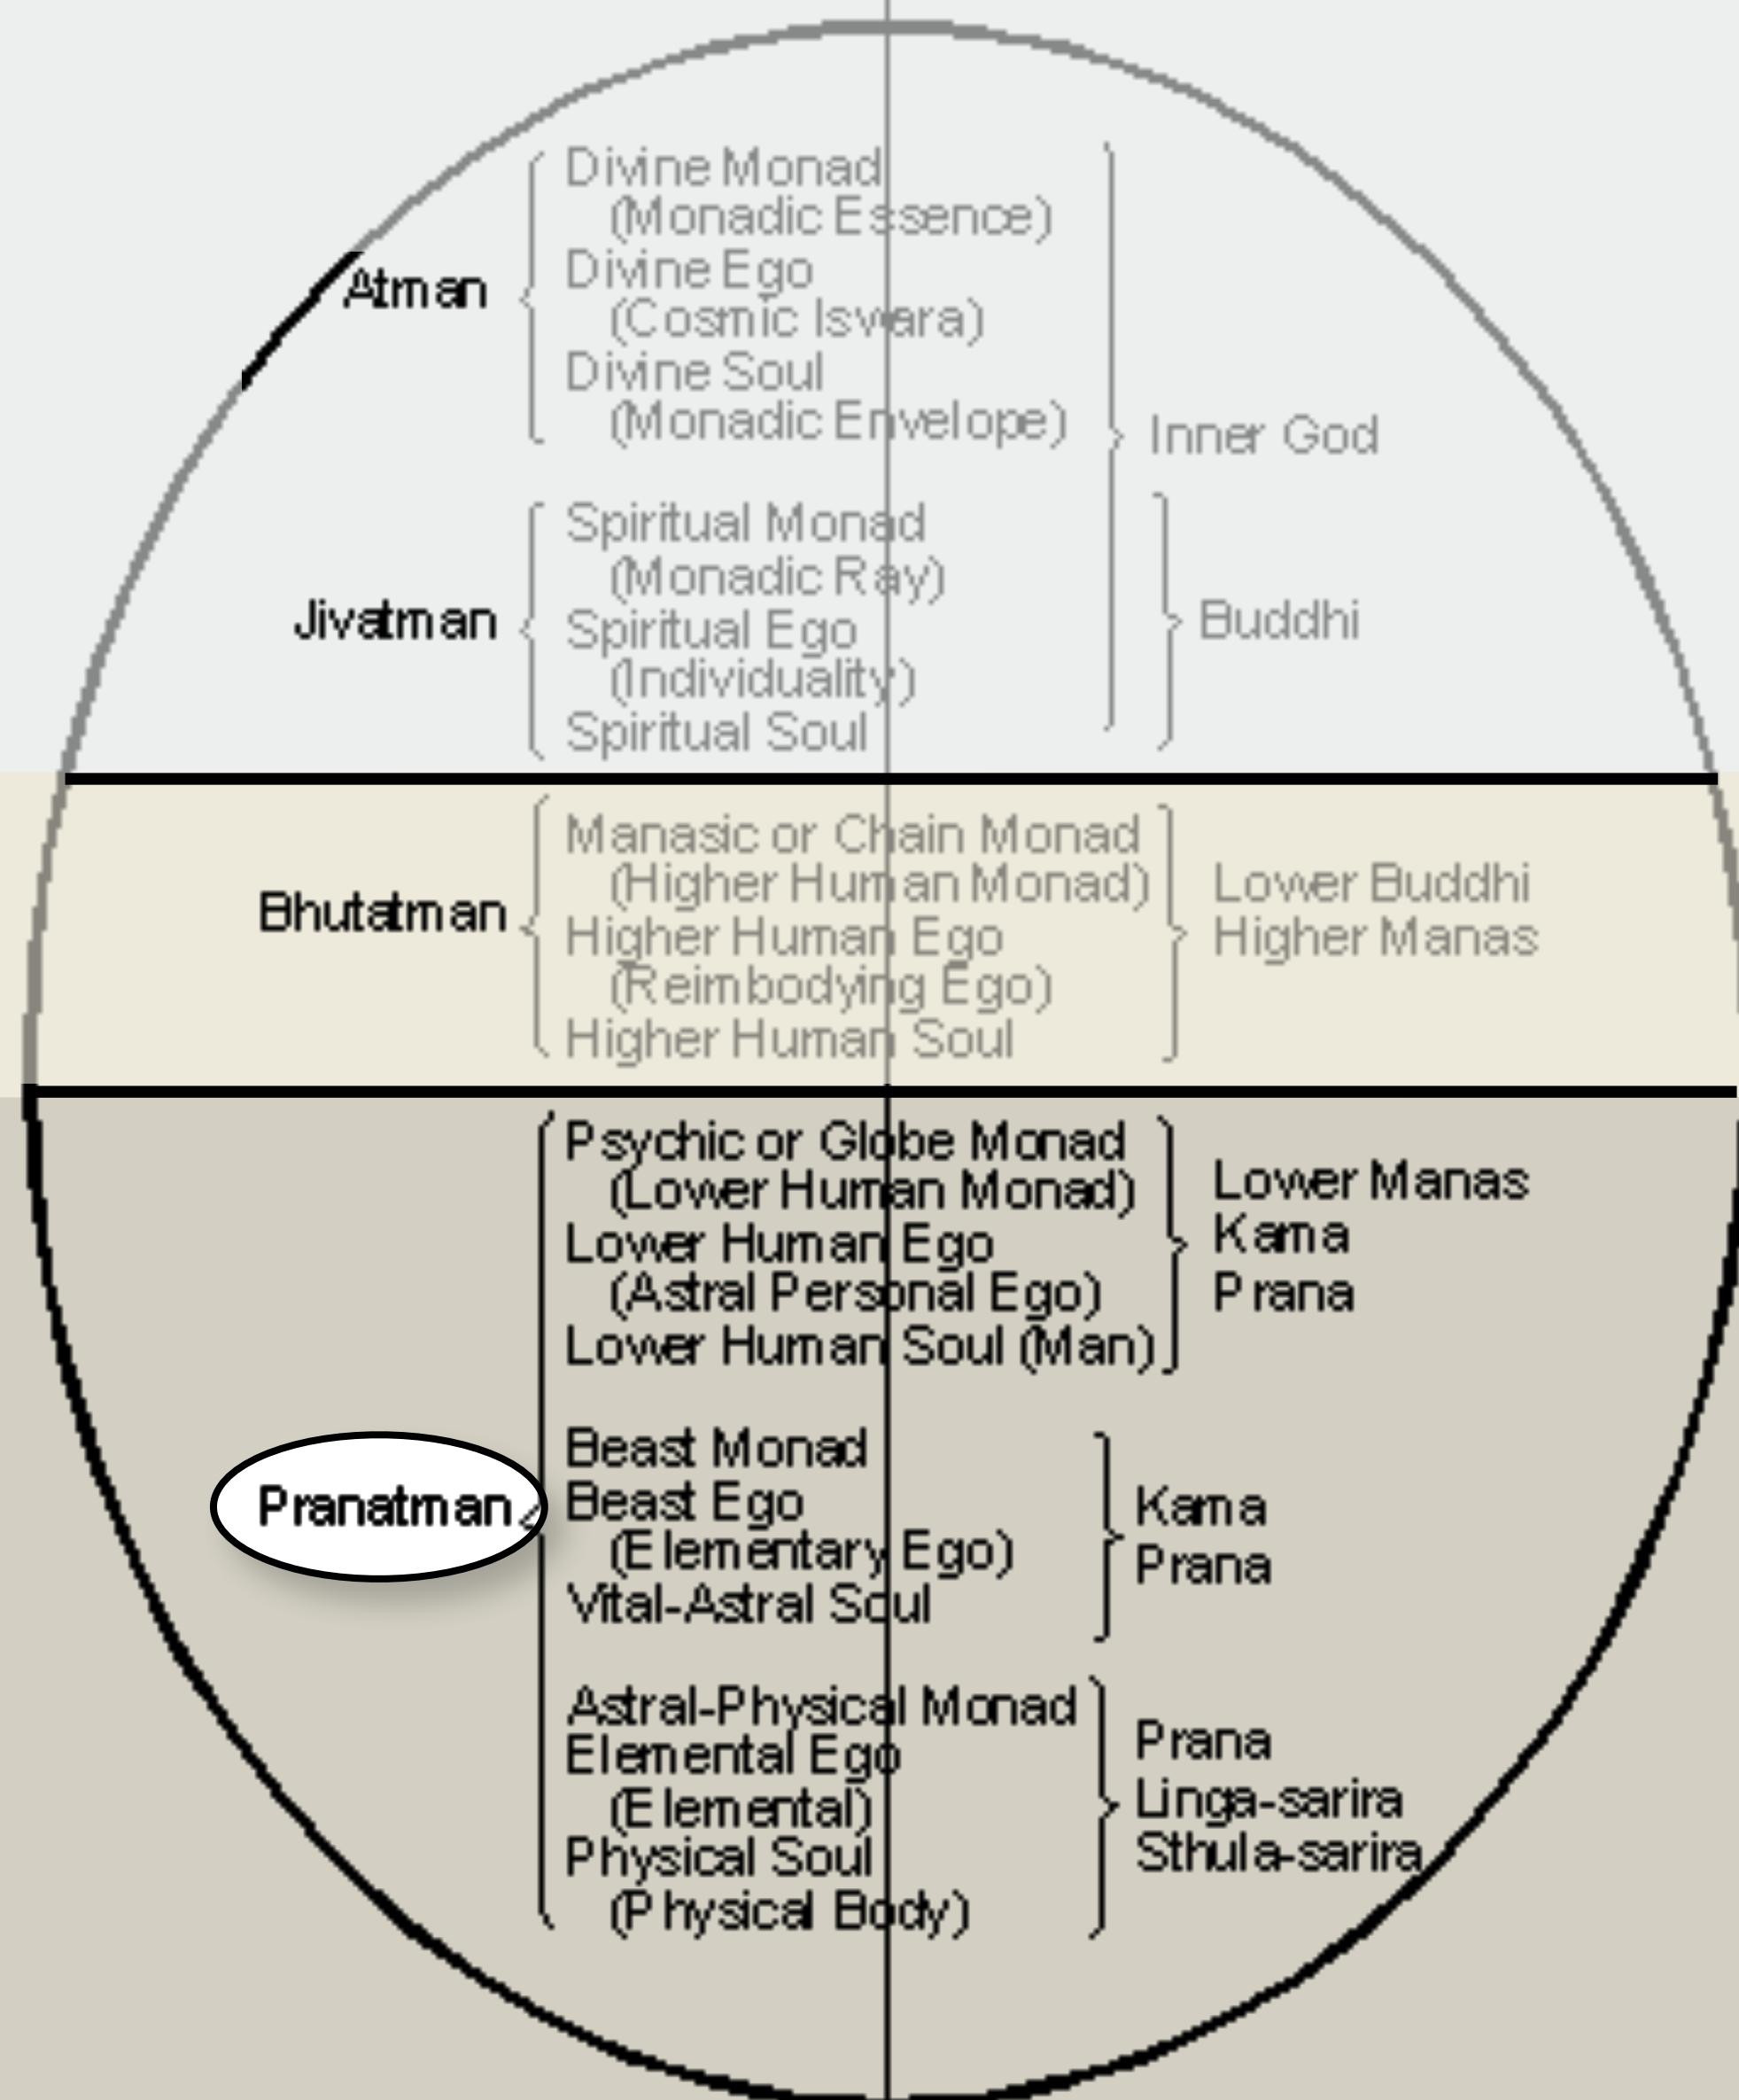 Divine Monad
(Monadic Essence)
Atman
Divine Ego
(Cosmic Iswara)
Divine Soul
(Monadic Envelope)
Inner God
Spiritual Monad
(Monadic Ray)
Jivatman
Spiritual Ego
Buddhi
(Individuality)
Spiritual Soul
Manasic or Chain Monad
(Higher Human Monad)
Lower Buddhi
Bhutatman
Higher Human Ego
Higher Manas
(Reimbodying Ego)
Higher Human Soul
Psychic or Globe Monad
(Lower Human Monad)
Lower Manas
Lower Human Ego
Kama
(Astral Personal Ego)
Prana
Lower Human Soul (Man)
Beast Monad
Pranatman
Beast Ego
Kama
(Elementary Ego)
Prana
Vital-Astral Soul
Astral-Physical Monad
Prana
Elemental Ego
(Elemental)
Linga-sarira
Physical Soul
Sthula-sarira
(Physical Body)